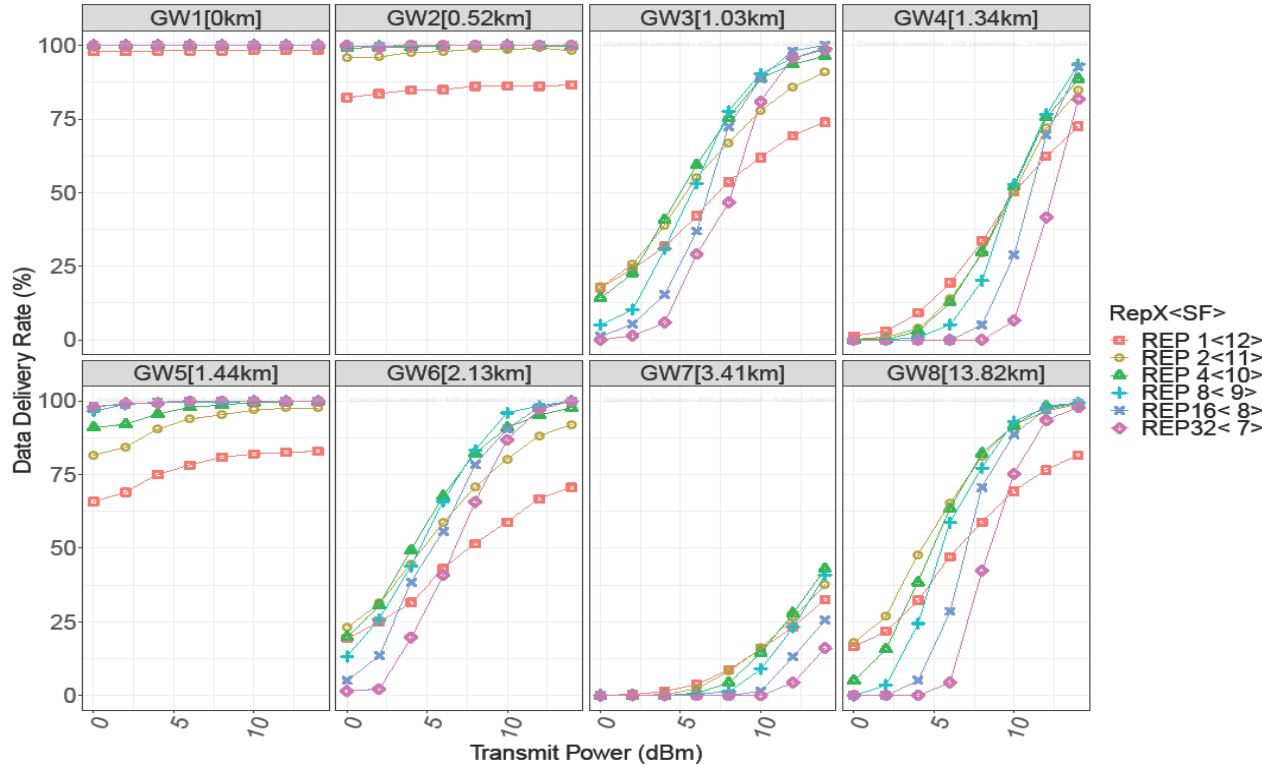 GW1[0km] GW2[0.52km] GW3[1.03km] GW4[1.34km]
100
75
50
25
0
GW5[1.44km] GW6[2.13km] GW7[3.41km] GW8[13.82km]
100
75
50
25
0
0 5 10 0 5 10 0 5 10 0 5 10
Transmit Power (dBm)
Data Delivery Rate (%)
RepX<SF>
REP 1<12>
REP 2<11>
REP 4<10>
REP 8< 9>
REP16< 8>
REP32< 7>